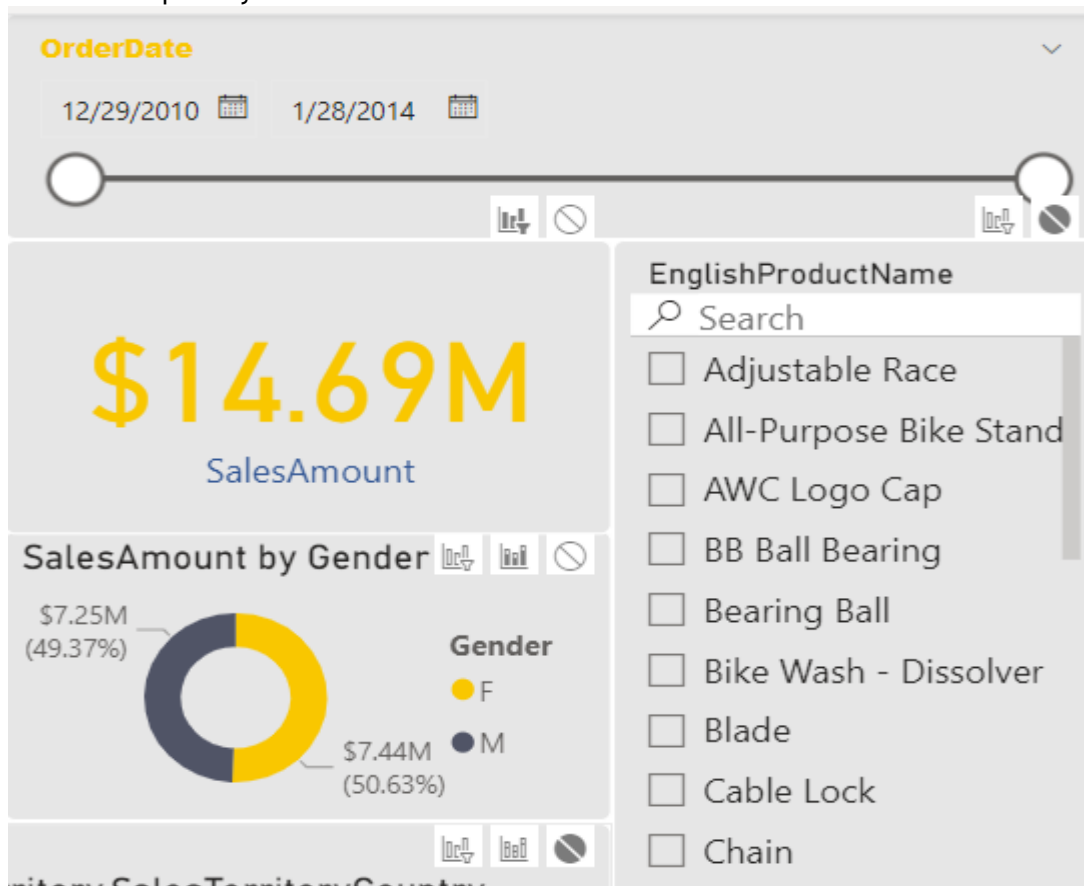 OrderDate
12/29/2010 1/28/2014
$14.69M
SalesAmount
SalesAmount by Gender
$7.25M
(49.37%)
Gender
F
M
$7.44M
(50.63%)
SalesTerritoryCountry
EnglishProductName
Search
Adjustable Race
All-Purpose Bike Stand
AWC Logo Cap
BB Ball Bearing
Bearing Ball
Bike Wash - Dissolver
Blade
Cable Lock
Chain